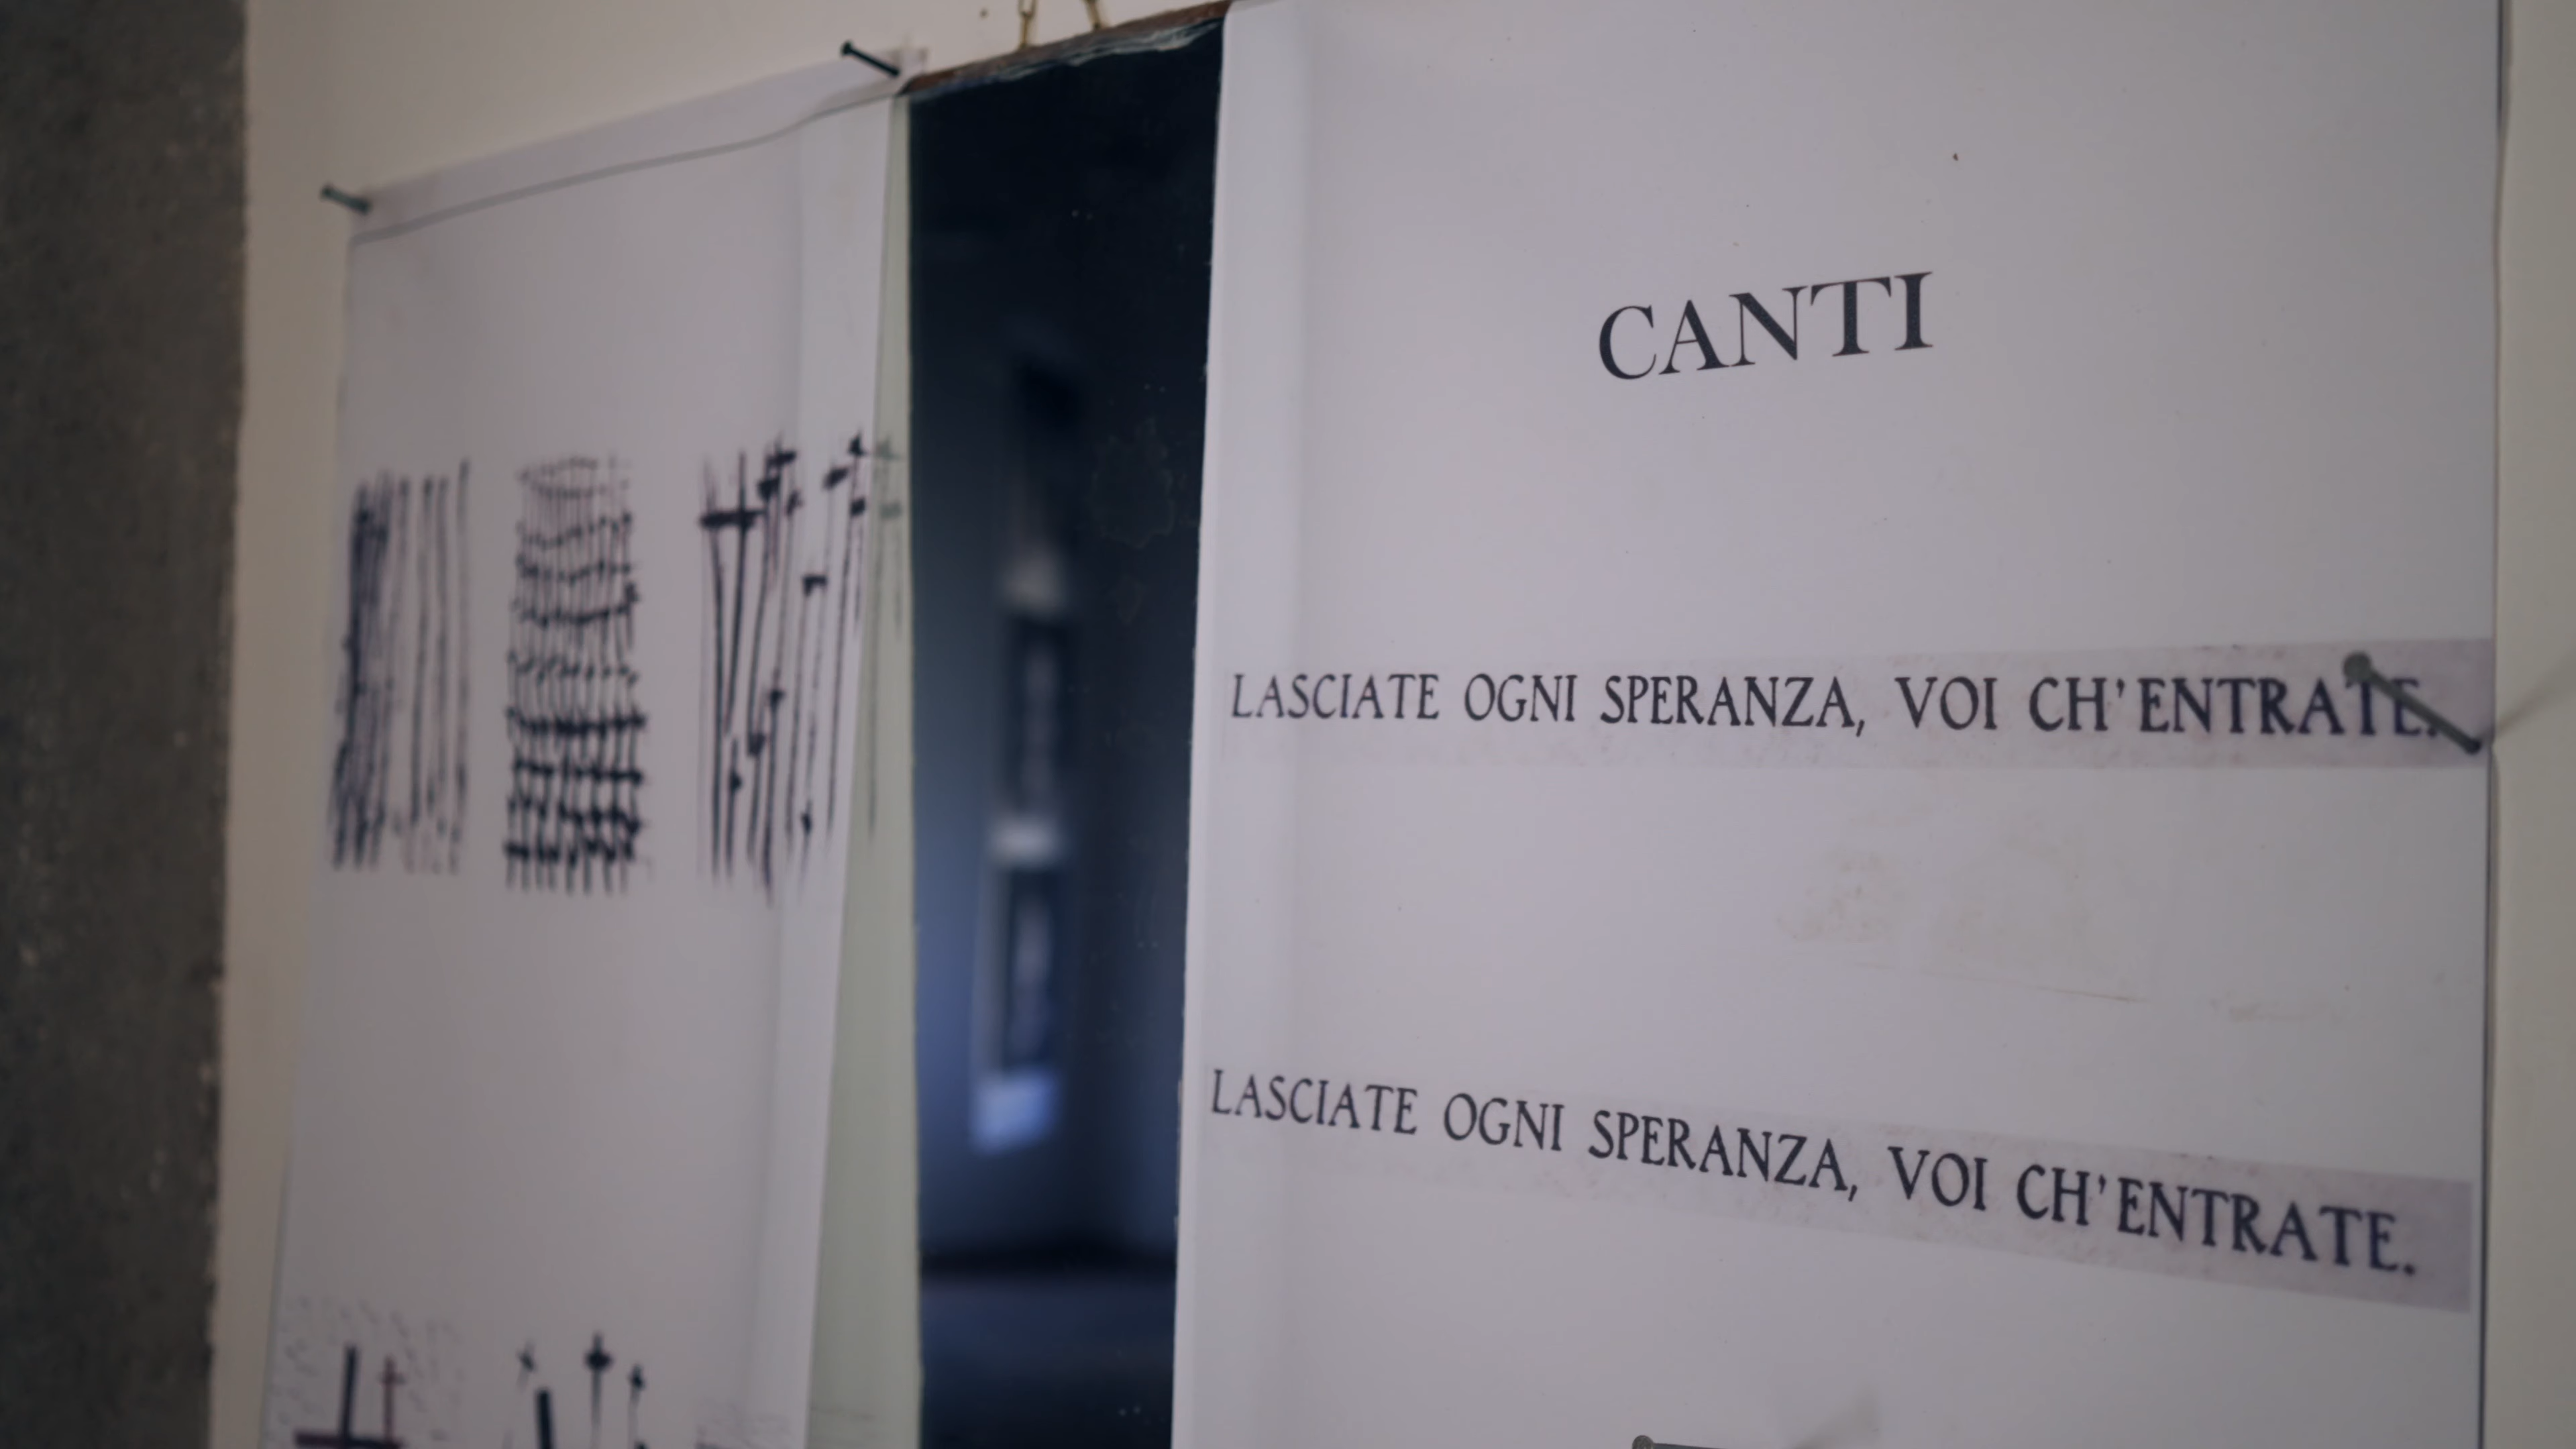 CANTI
LASCIATE OGNI SPERANZA, VOI CH'ENTRATE.
LASCIATE OGNI SPERANZA, VOI CH'ENTRATE.